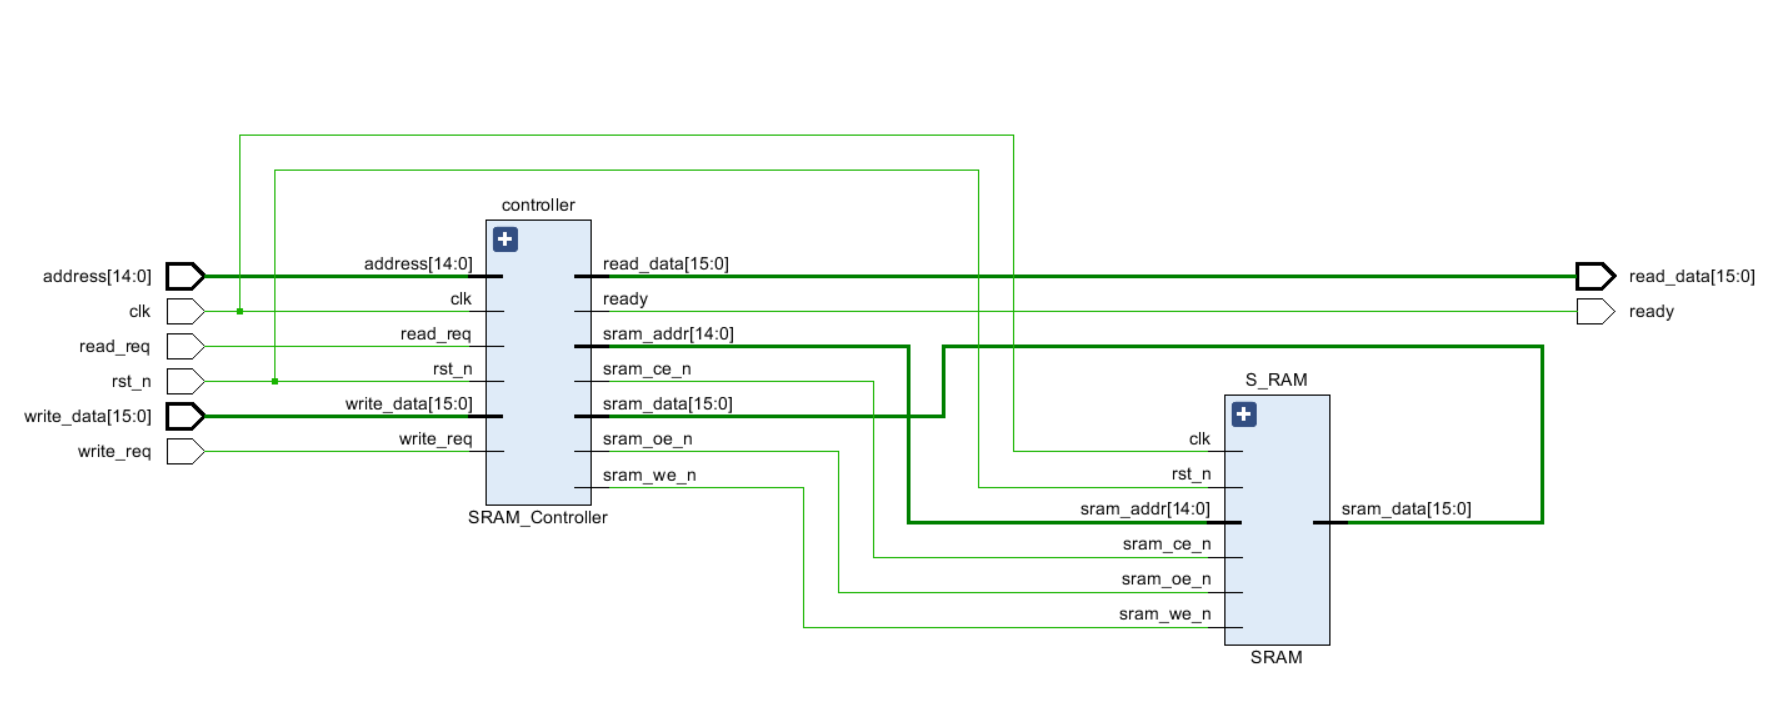 controller
address[14:0]
clk
read_req
rst_n
write_data[15:0]
write_req
address[14:0]
clk
read_req
rst_n
write_data[15:0]
write_req
read_data[15:0]
ready
sram_addr[14:0]
sram_ce_n
sram_data[15:0]
sram_oe_n
sram_we_n
SRAM_Controller
S_RAM
clk
rst_n
sram_addr[14:0]
sram_ce_n
sram_oe_n
sram_we_n
sram_data[15:0]
SRAM
read_data[15:0]
ready